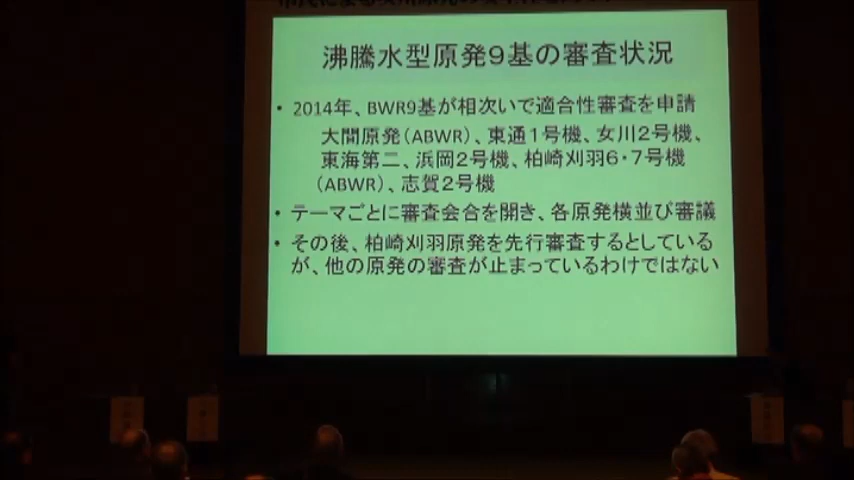 沸騰水型原発9基の審査状況
• 2014年、BWR9基が相次いで適合性審査を申請
大間原発(ABWR)、東通1号機、女川2号機、
東海第二、浜岡2号機、柏崎刈羽6・7号機
(ABWR)、志賀2号機
• テーマごとに審査会合を開き、各原発横並び審議
• その後、柏崎刈羽原発を先行審査するとしている
が、他の原発の審査が止まっているわけではない